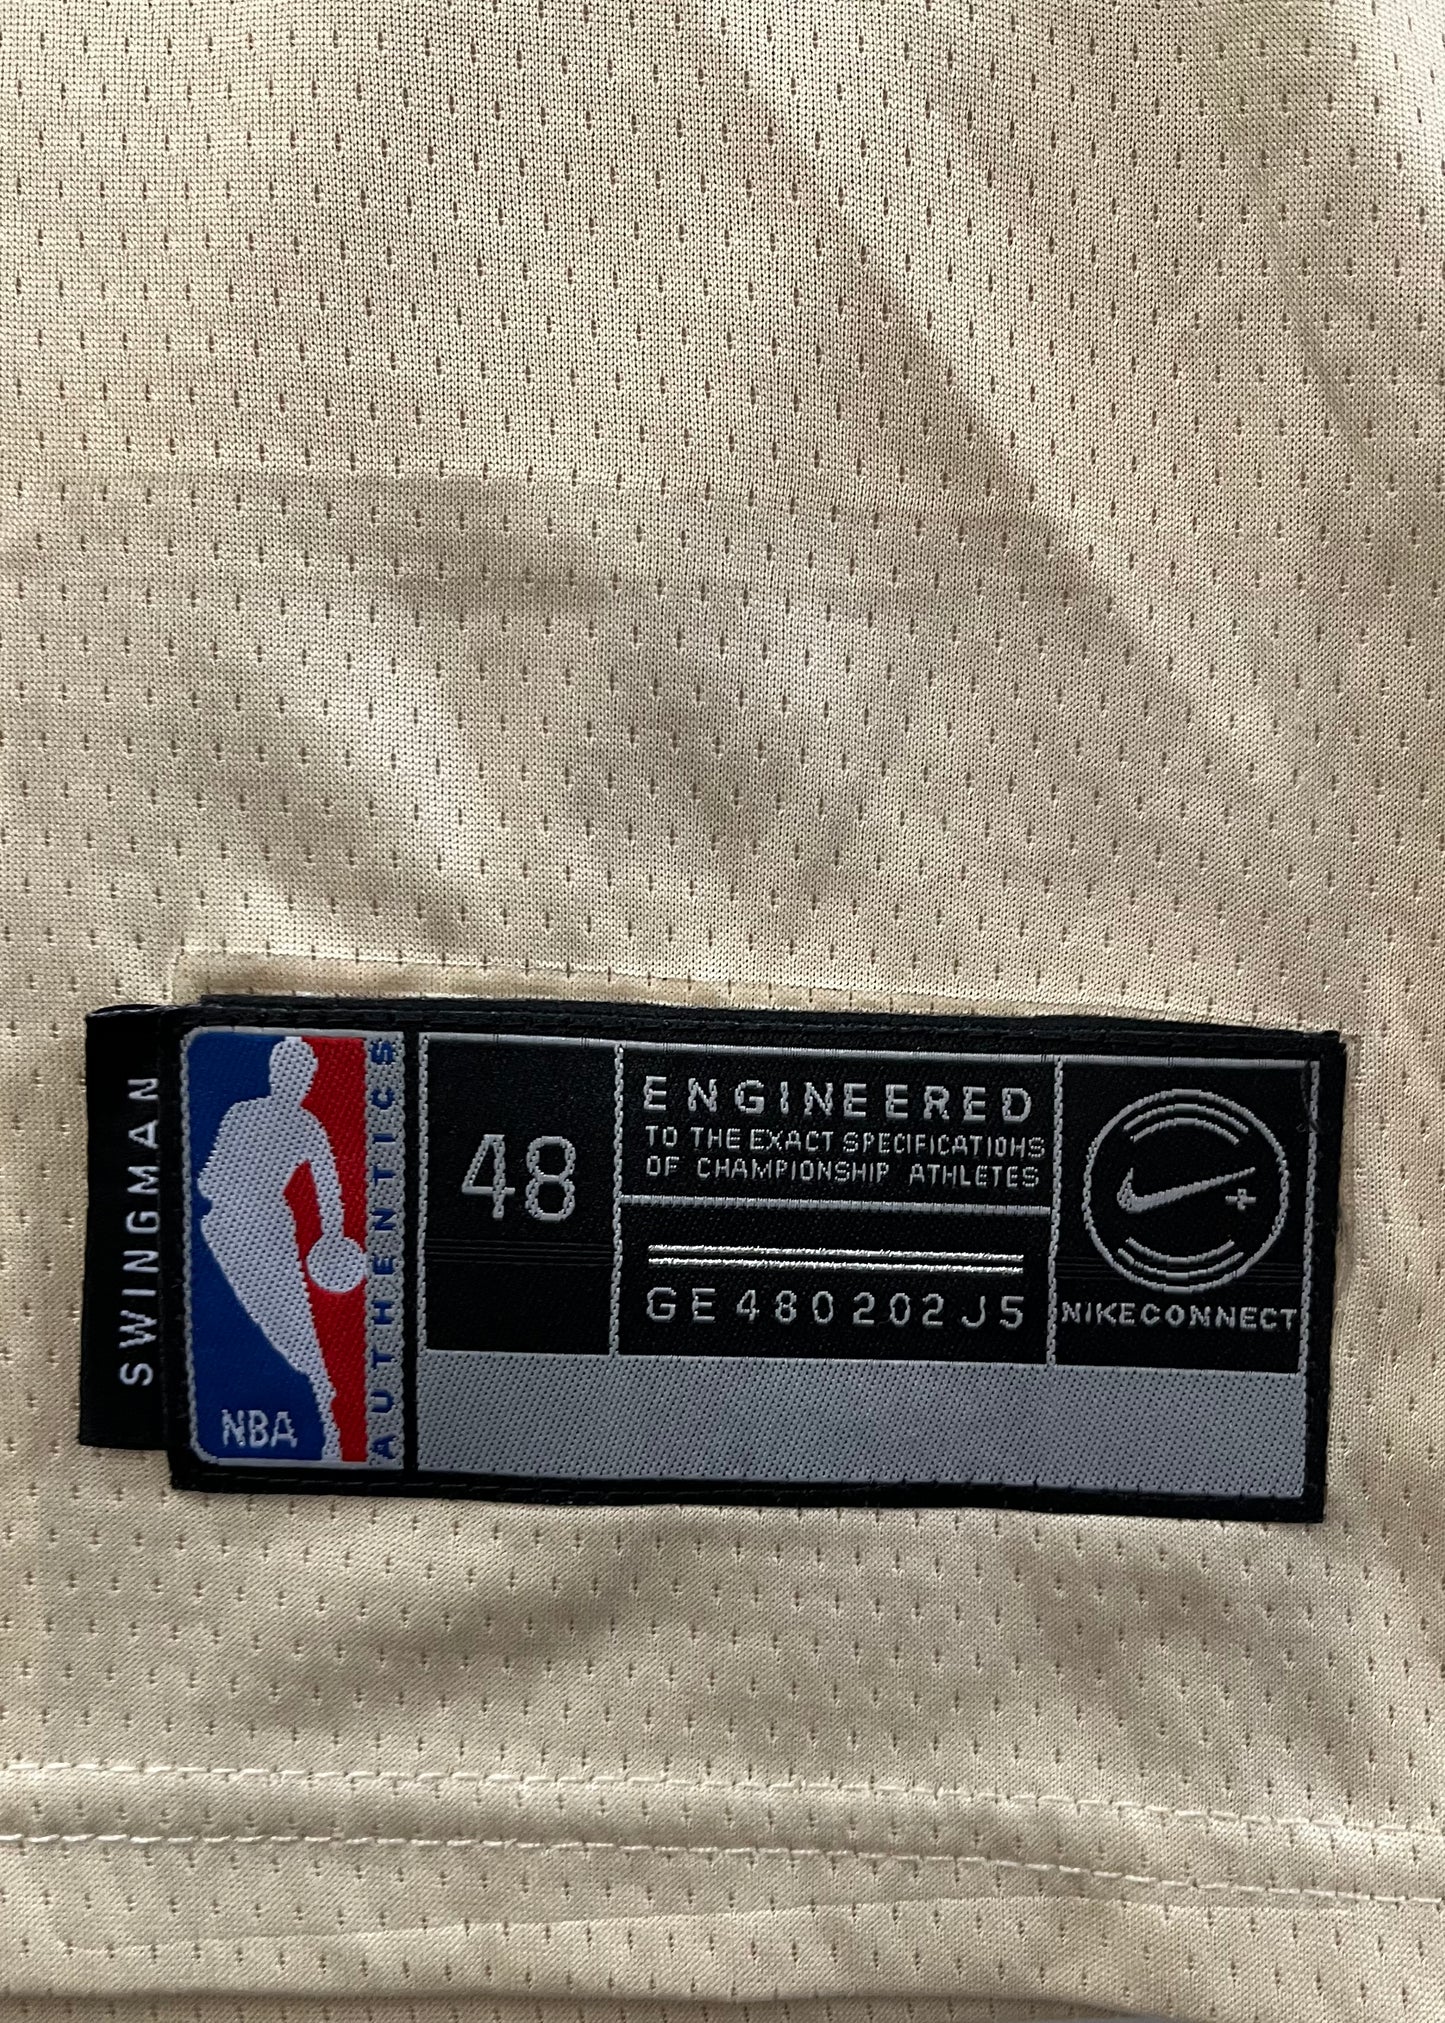 SWINGMAN
NBA
AUTHENTICS
48
ENGINEERED
TO THE EXACT SPECIFICATIONS
OF CHAMPIONSHIP ATHLETES
GE480202J5
NIKECONNECT